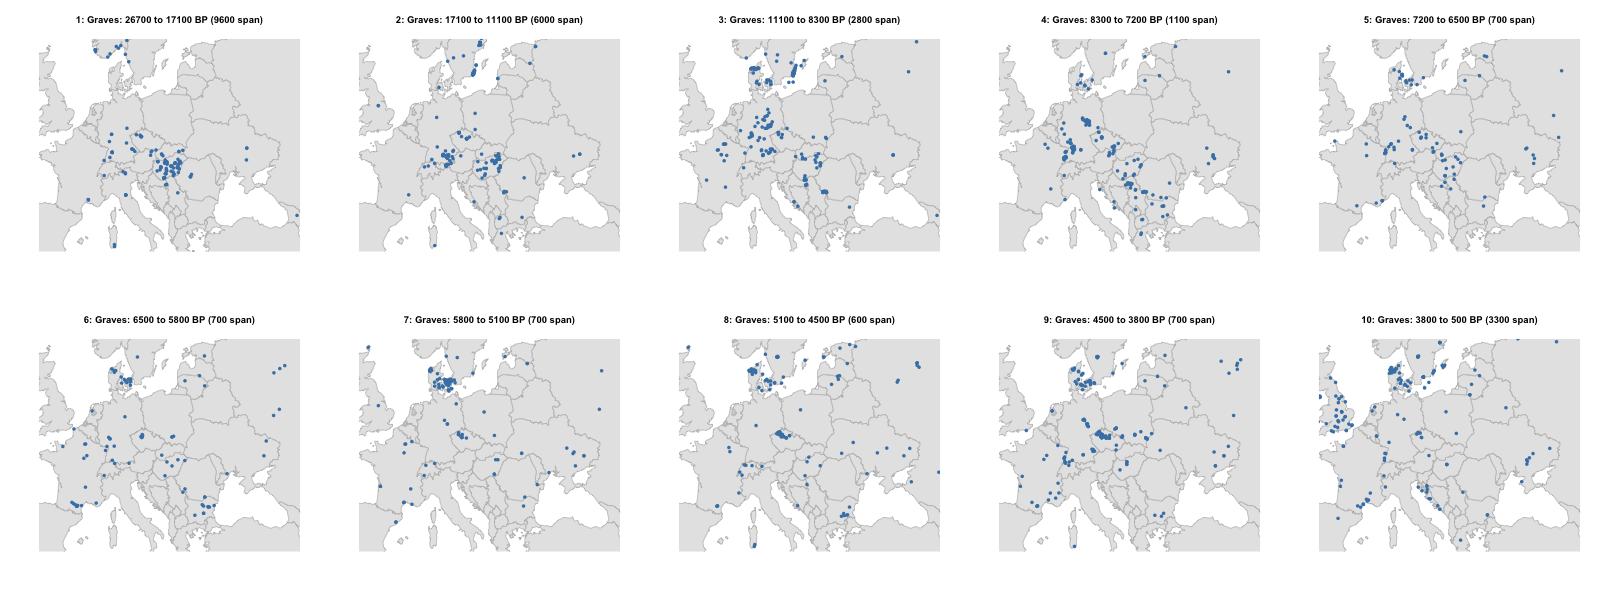 1: Graves: 26700 to 17100 BP (9600 span)
2: Graves: 17100 to 11100 BP (6000 span)
3: Graves: 11100 to 8300 BP (2800 span)
4: Graves: 8300 to 7200 BP (1100 span)
5: Graves: 7200 to 6500 BP (700 span)
6: Graves: 6500 to 5800 BP (700 span)
7: Graves: 5800 to 5100 BP (700 span)
8: Graves: 5100 to 4500 BP (600 span)
9: Graves: 4500 to 3800 BP (700 span)
10: Graves: 3800 to 500 BP (3300 span)